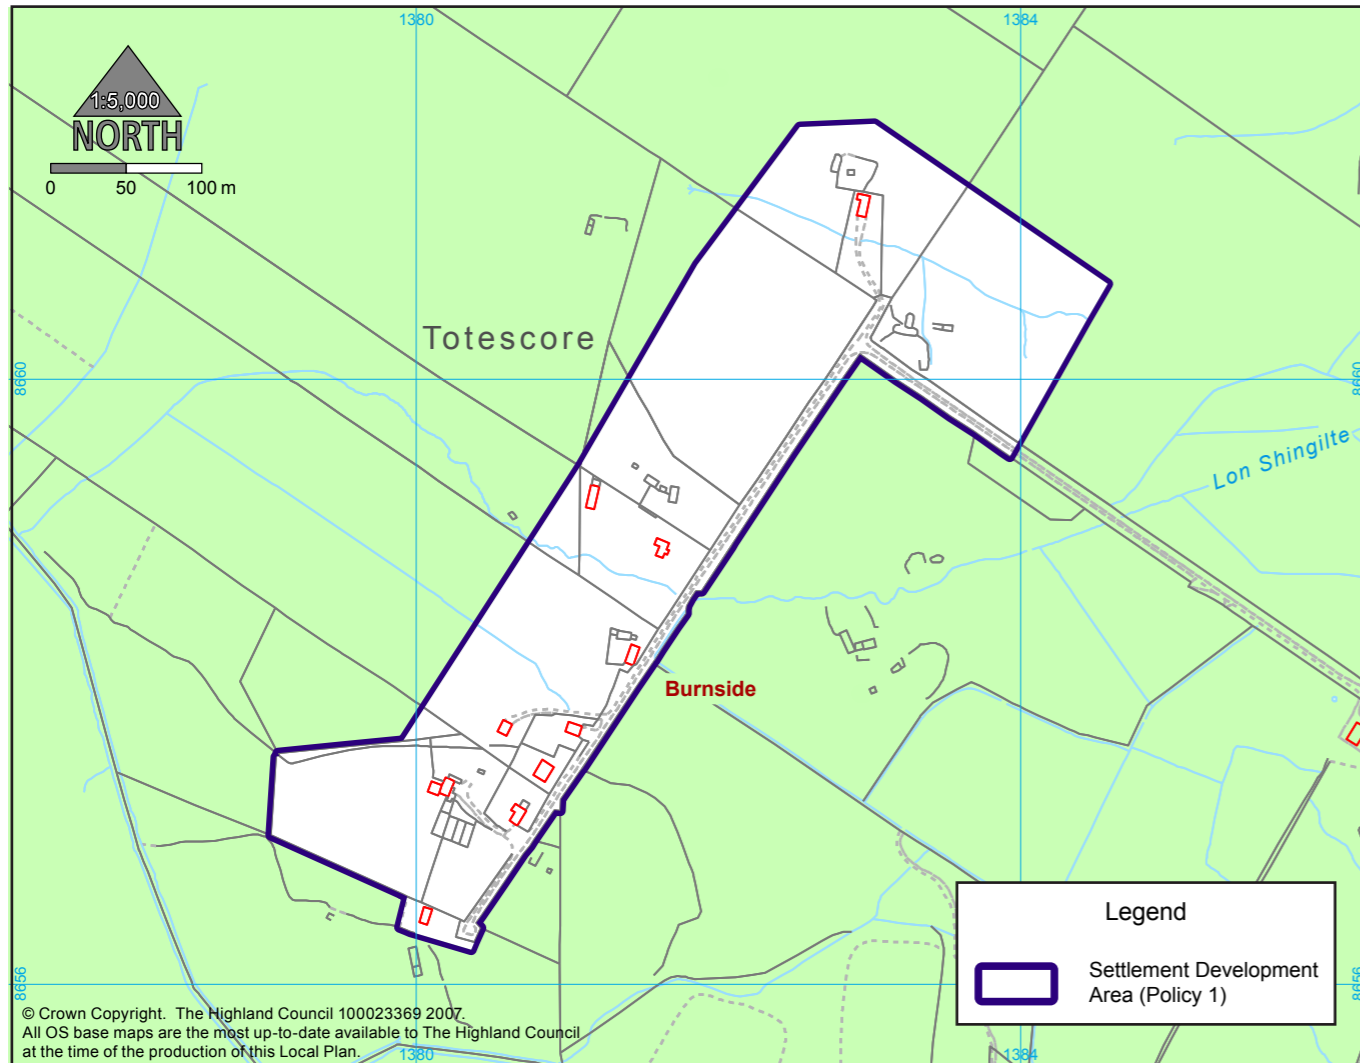 1380
1384
1:5,000
NORTH
0 50 100 m
Totescore
8660
8660
Lon Shingilte
Burnside
Legend
Settlement Development
Area (Policy 1)
8656
8656
© Crown Copyright. The Highland Council 100023369 2007.
All OS base maps are the most up-to-date available to The Highland Council
at the time of the production of this Local Plan.
1380
1384